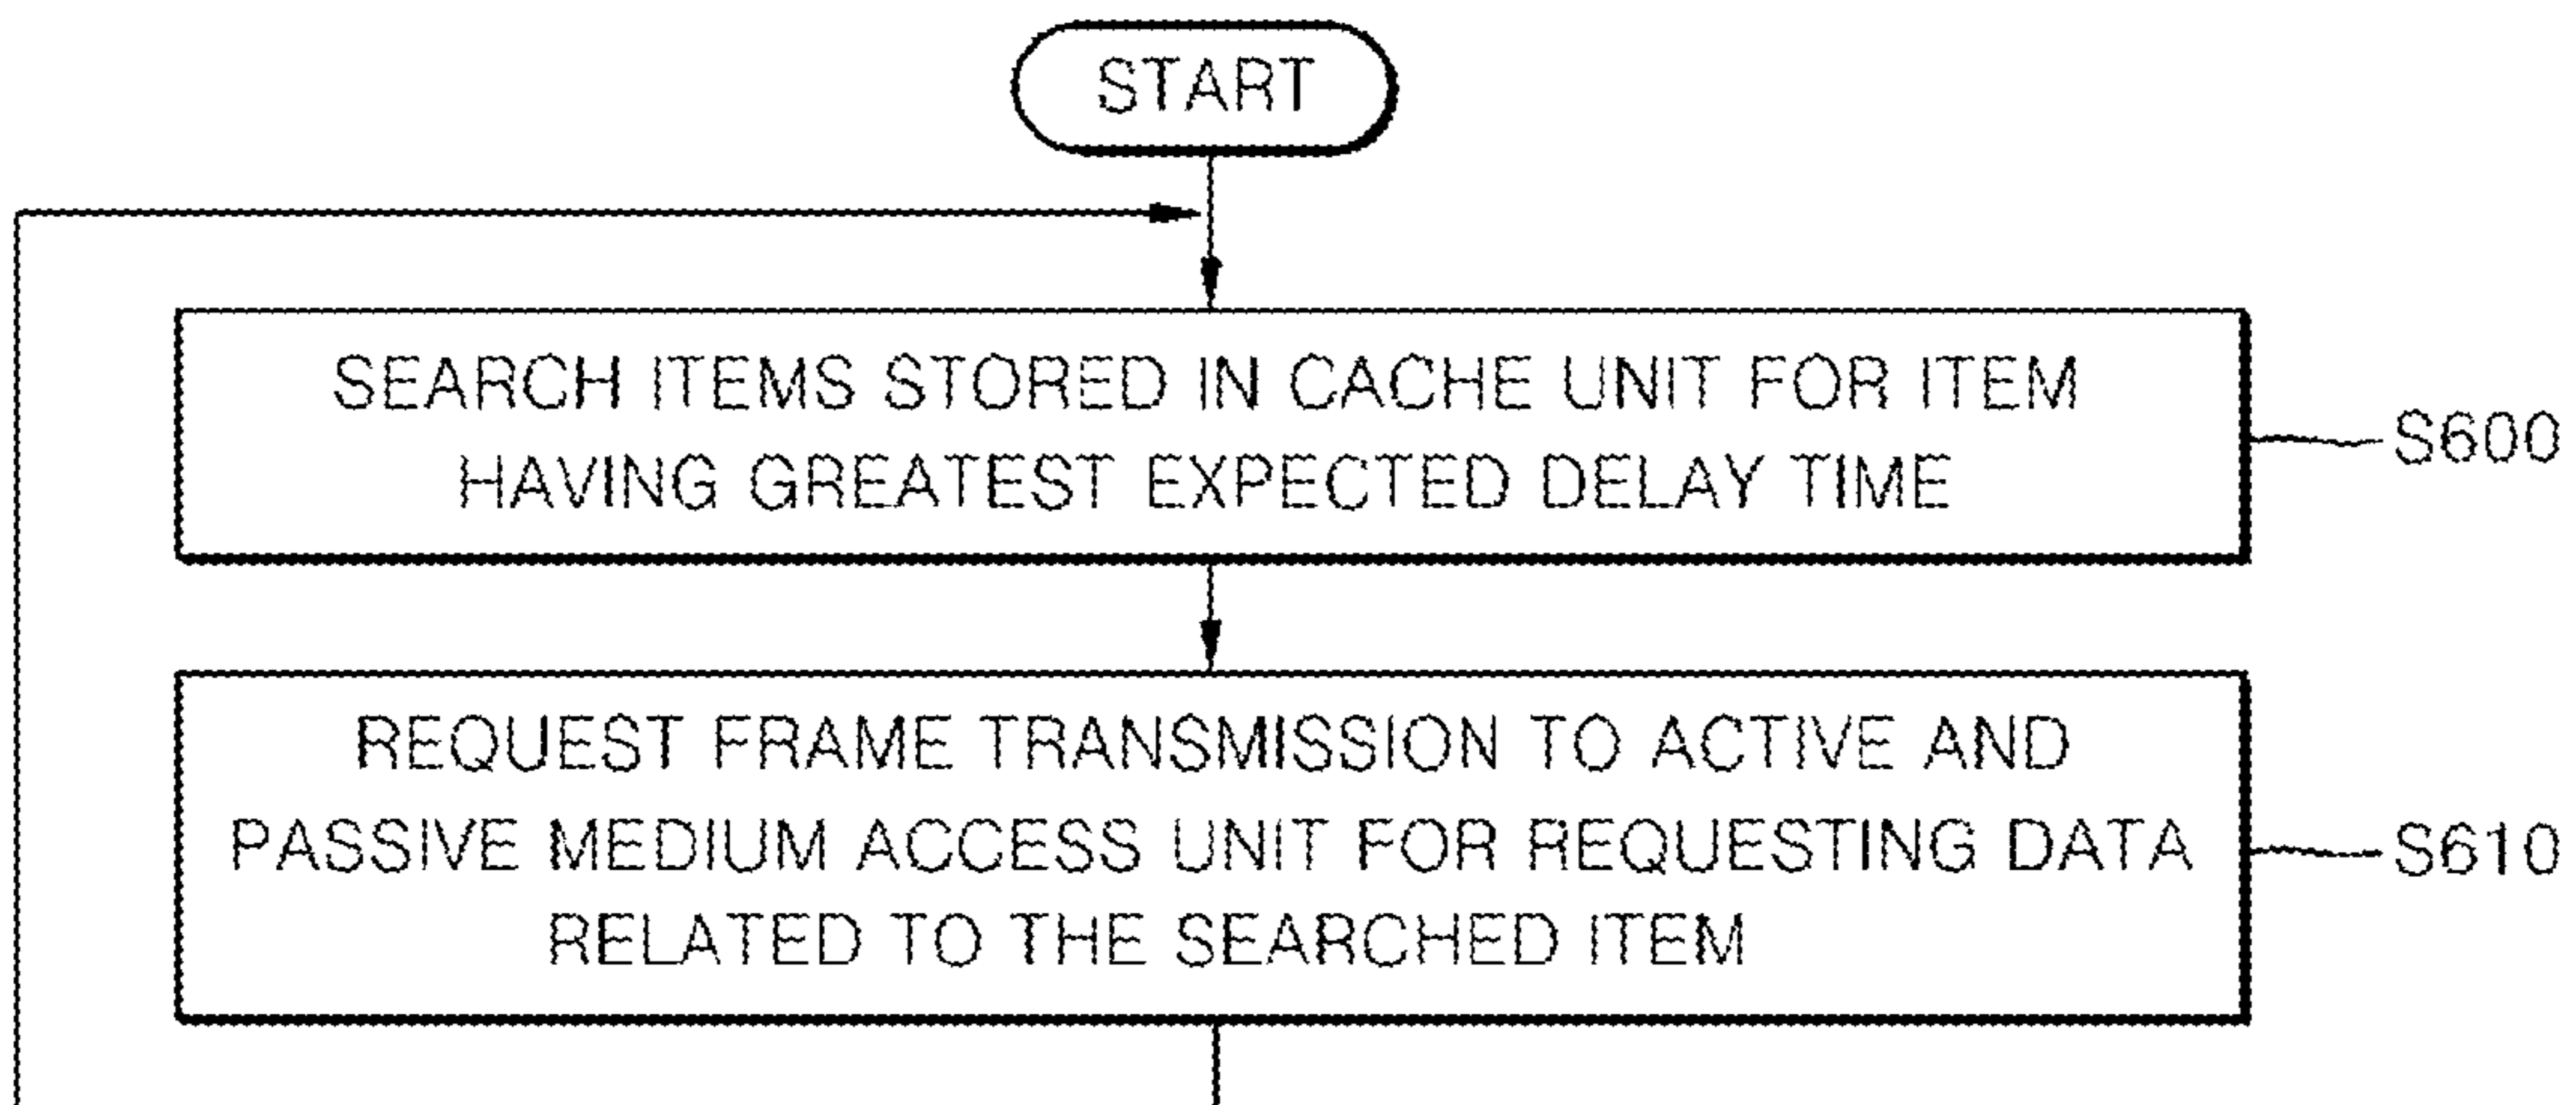 START
SEARCH ITEMS STORED IN CACHE UNIT FOR ITEM
HAVING GREATEST EXPECTED DELAY TIME
S600
REQUEST FRAME TRANSMISSION TO ACTIVE AND
PASSIVE MEDIUM ACCESS UNIT FOR REQUESTING DATA
RELATED TO THE SEARCHED ITEM
S610